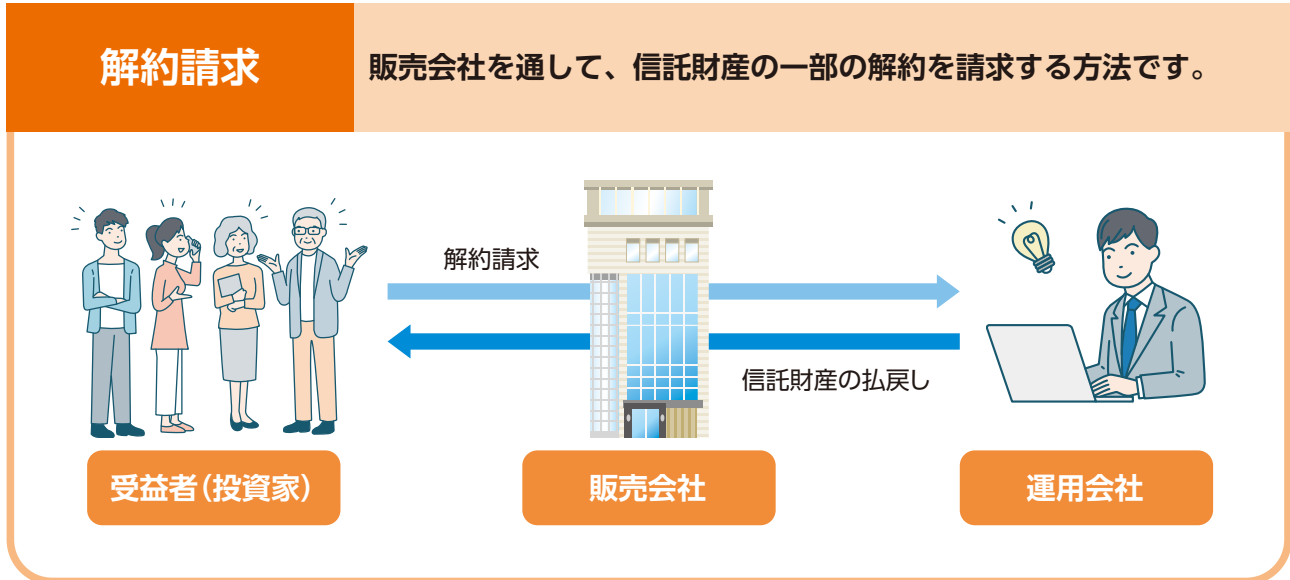 解約請求
販売会社を通して、信託財産の一部の解約を請求する方法です。
解約請求
信託財産の払戻し
受益者(投資家)
販売会社
運用会社